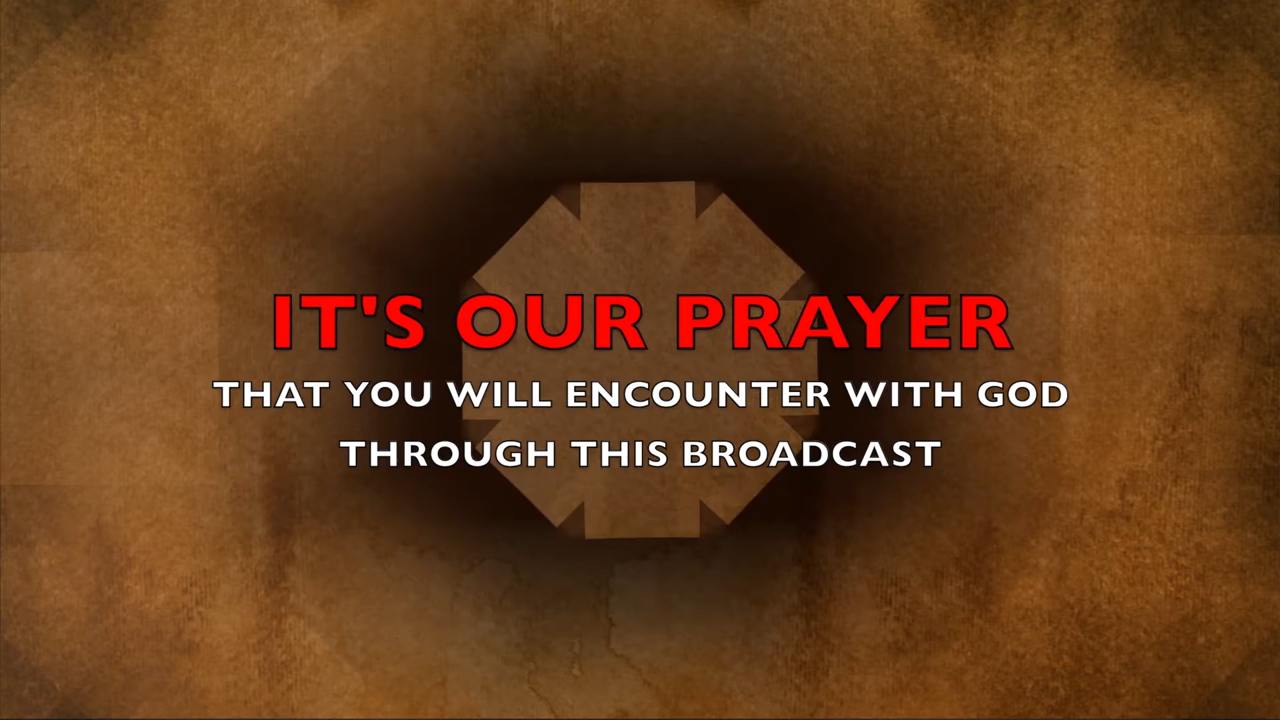 IT'S OUR PRAYER
THAT YOU WILL ENCOUNTER WITH GOD
THROUGH THIS BROADCAST